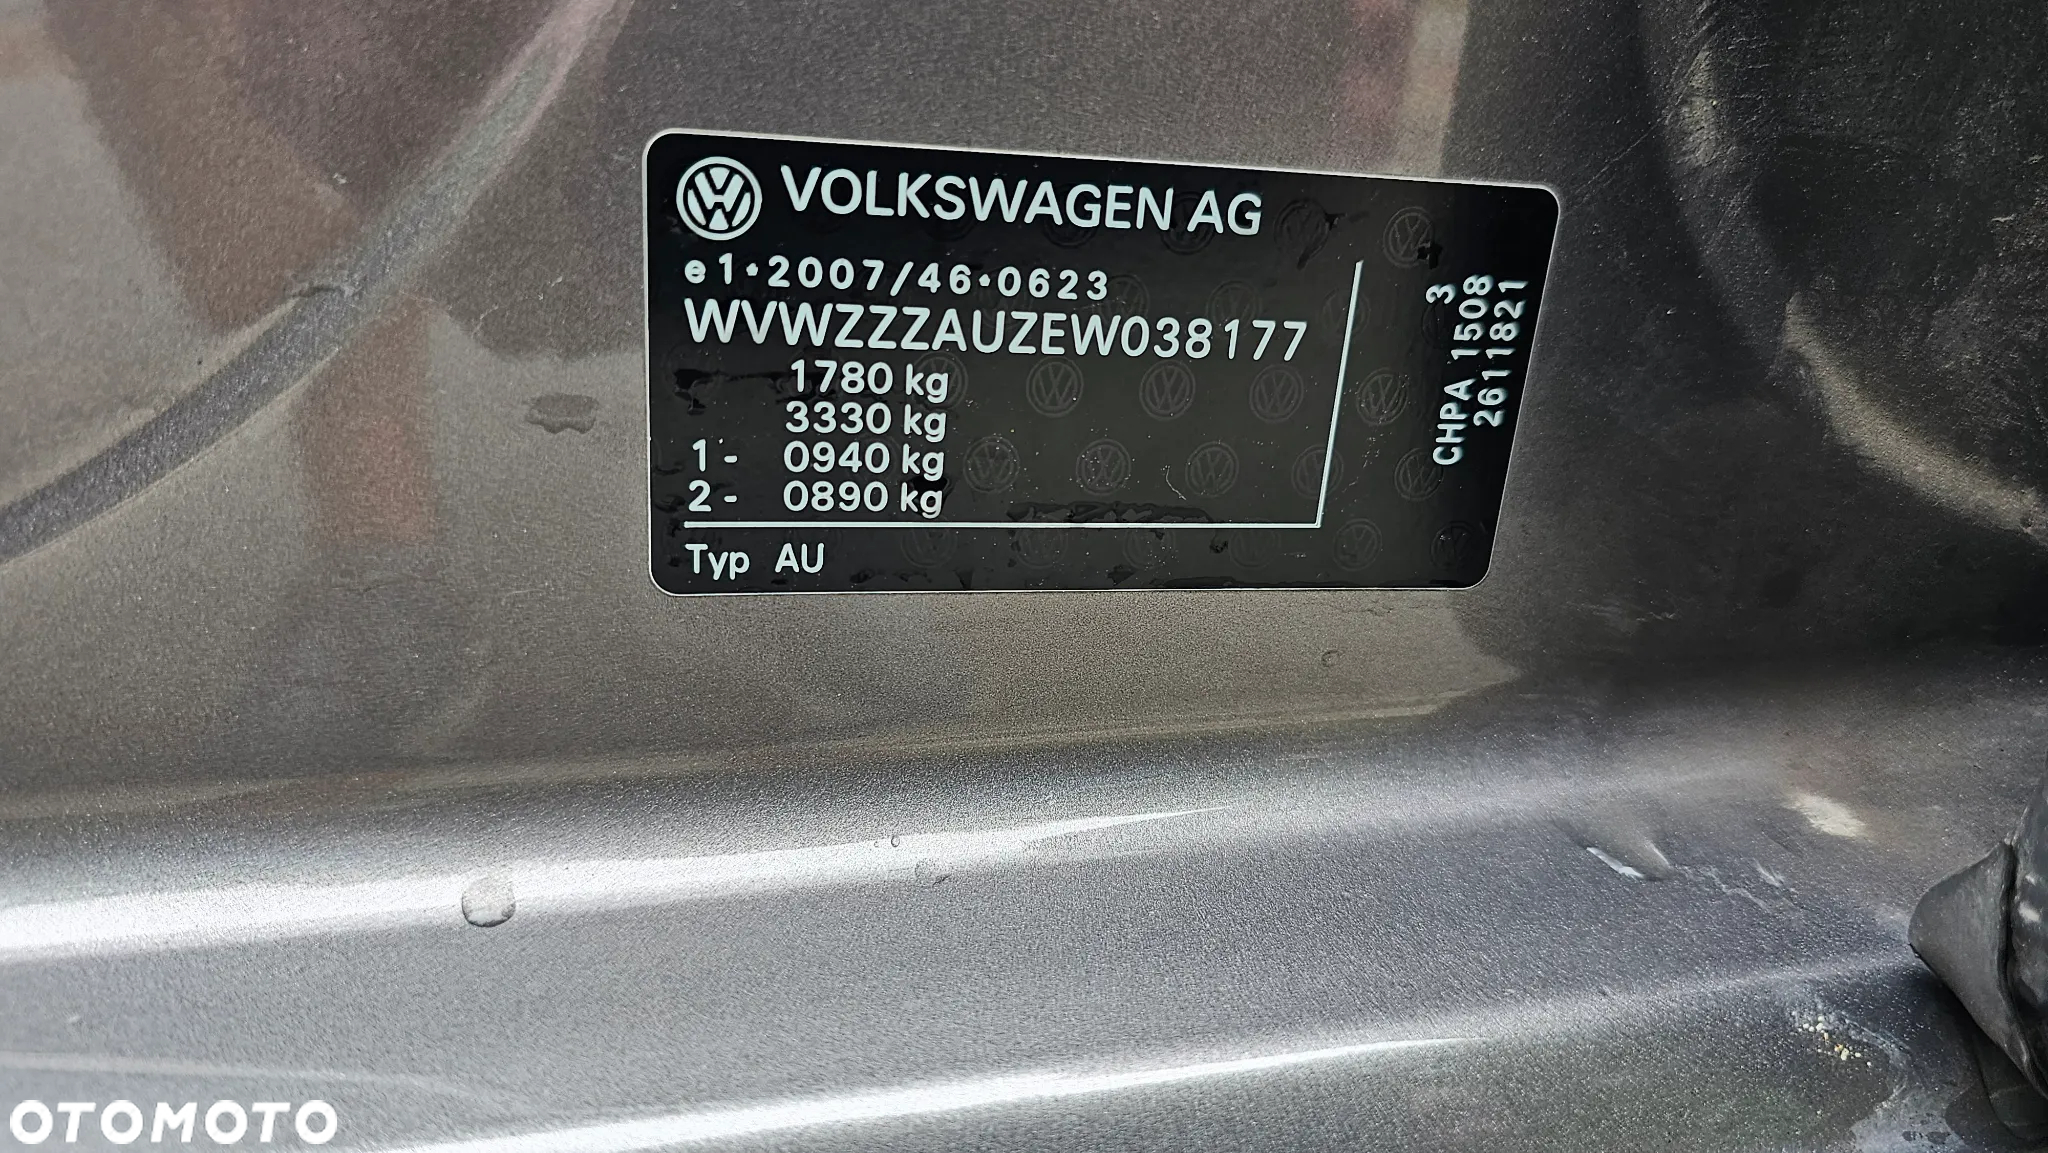 VOLKSWAGEN AG
e1*2007/46*0623
WVWZZZAUZEW038177
1780 kg
3330 kg
1- 0940 kg
2- 0890 kg
Typ AU
3
CHPA 1508
2611821
OTOMOTO